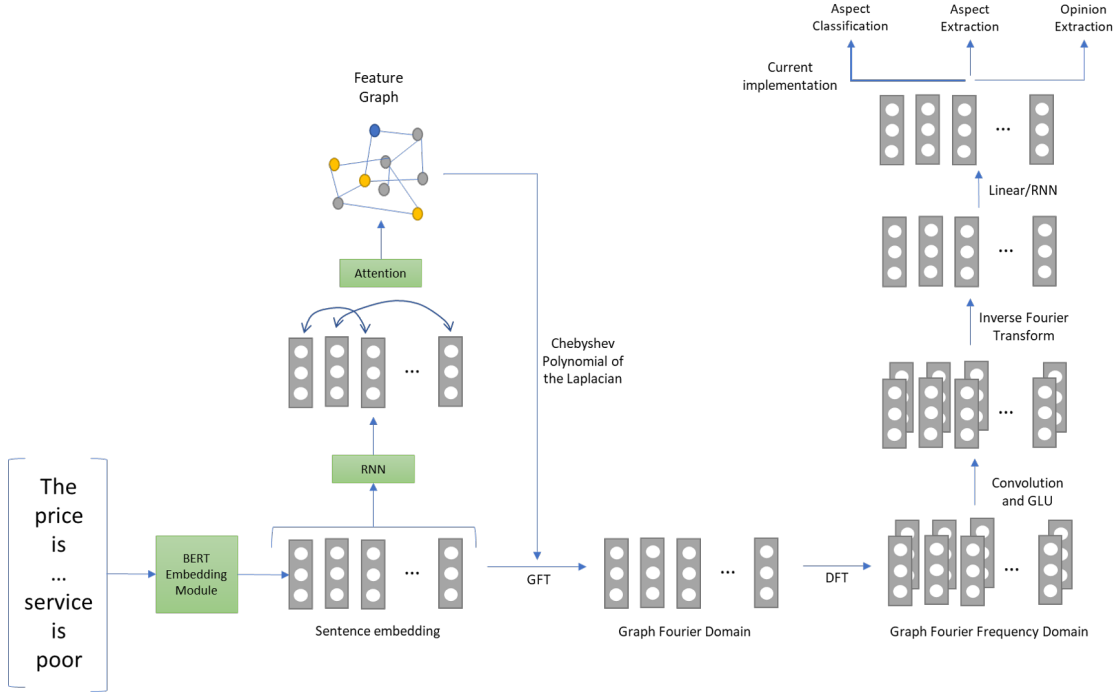 The
price
is
...
service
is
poor
BERT
Embedding
Module
Sentence embedding
...
RNN
...
Attention
Feature
Graph
Chebyshev
Polynomial of
the Laplacian
GFT
...
Graph Fourier Domain
DFT
...
Graph Fourier Frequency Domain
Convolution
and GLU
...
Inverse Fourier
Transform
...
Linear/RNN
...
Current
implementation
Aspect
Classification
Aspect
Extraction
Opinion
Extraction